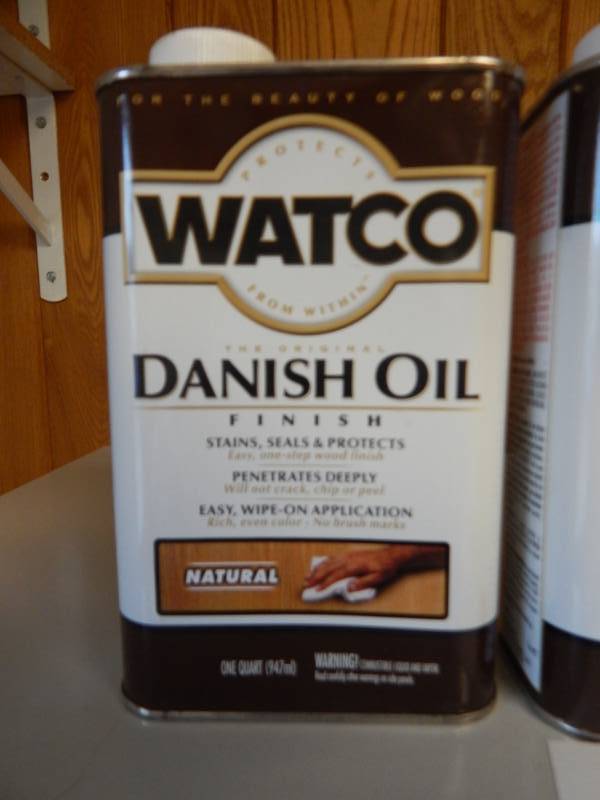 FOR THE BEAUTY OF WOOD
PROTECTS
WATCO
FROM WITHIN
THE ORIGINAL
DANISH OIL
FINISH
STAINS, SEALS & PROTECTS
Easy, one-step wood finish
PENETRATES DEEPLY
Will not crack, chip or peel
EASY, WIPE-ON APPLICATION
Rich, even color - No brush marks
NATURAL
ONE QUART (947ml) WARNING!